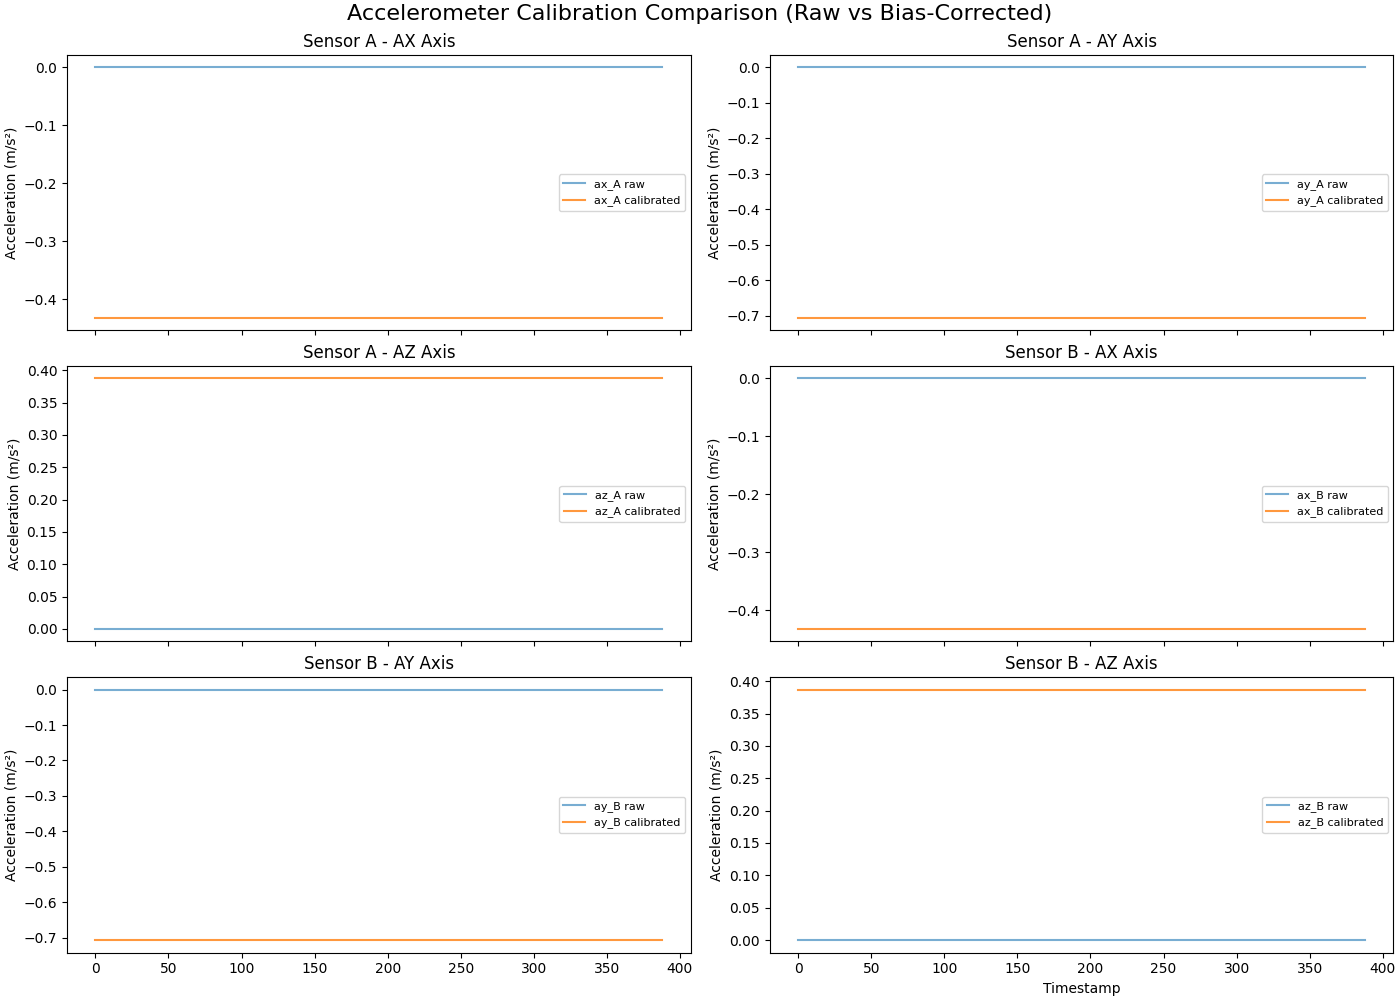 Accelerometer Calibration Comparison (Raw vs Bias-Corrected)
Sensor A - AX Axis
Acceleration (m/s²)
0.0
−0.1
−0.2
−0.3
−0.4
ax_A raw
ax_A calibrated
Sensor A - AY Axis
Acceleration (m/s²)
0.0
−0.1
−0.2
−0.3
−0.4
−0.5
−0.6
−0.7
ay_A raw
ay_A calibrated
Sensor A - AZ Axis
Acceleration (m/s²)
0.40
0.35
0.30
0.25
0.20
0.15
0.10
0.05
0.00
az_A raw
az_A calibrated
Sensor B - AX Axis
Acceleration (m/s²)
0.0
−0.1
−0.2
−0.3
−0.4
ax_B raw
ax_B calibrated
Sensor B - AY Axis
Acceleration (m/s²)
0.0
−0.1
−0.2
−0.3
−0.4
−0.5
−0.6
−0.7
ay_B raw
ay_B calibrated
0 50 100 150 200 250 300 350 400
Sensor B - AZ Axis
Acceleration (m/s²)
0.40
0.35
0.30
0.25
0.20
0.15
0.10
0.05
0.00
az_B raw
az_B calibrated
0 50 100 150 200 250 300 350 400
Timestamp